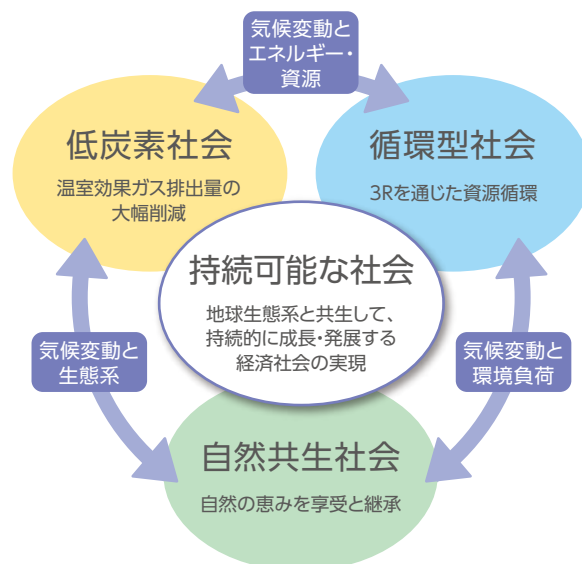 気候変動と
エネルギー・
資源
低炭素社会
温室効果ガス排出量の
大幅削減
循環型社会
3Rを通じた資源循環
持続可能な社会
地球生態系と共生して、
持続的に成長・発展する
経済社会の実現
気候変動と
生態系
気候変動と
環境負荷
自然共生社会
自然の恵みを享受と継承